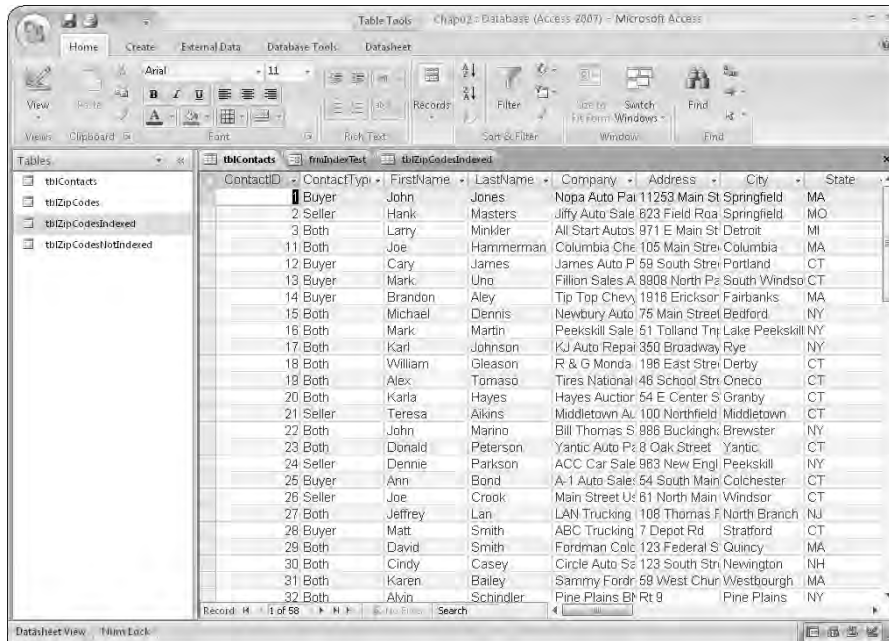 Table Tools Chap02 : Database (Access 2007) - Microsoft Access
Home Create External Data Database Tools Datasheet
View
Views
Paste
Clipboard
Arial 11
B I U
Font
Rich Text
Records
Filter
Sort & Filter
Size to Fit Form
Switch Windows
Window
Find
Find
Tables
tblContacts
tblZipCodes
tblZipCodesIndexed
tblZipCodesNotIndexed
tblContacts frmIndexTest tblZipCodesIndexed
ContactID ContactType FirstName LastName Company Address City State
1 Buyer John Jones Nopa Auto Pa 11253 Main St Springfield MA
2 Seller Hank Masters Jiffy Auto Sale 623 Field Roa Springfield MO
3 Both Larry Minkler All Start Autos 971 E Main St Detroit MI
11 Both Joe Hammerman Columbia Che 105 Main Stre Columbia MA
12 Buyer Cary James James Auto P 59 South Stre Portland CT
13 Buyer Mark Uno Fillion Sales A 8908 North Pa South Windso CT
14 Buyer Brandon Aley Tip Top Chevy 1916 Erickson Fairbanks MA
15 Both Michael Dennis Newbury Auto 75 Main Street Bedford NY
16 Both Mark Martin Peekskill Sale 51 Tolland Tnp Lake Peekskill NY
17 Both Karl Johnson KJ Auto Repai 350 Broadway Rye NY
18 Both William Gleason R & G Monda 196 East Stre Derby CT
19 Both Alex Tomaso Tires National 46 School Str Oneco CT
20 Both Karla Hayes Hayes Auction 54 E Center S Granby CT
21 Seller Teresa Aikins Middletown Au 100 Northfield Middletown CT
22 Both John Marino Bill Thomas S 986 Buckingha Brewster NY
23 Both Donald Peterson Yantic Auto Pa 8 Oak Street Yantic CT
24 Seller Dennie Parkson ACC Car Sale 963 New Engl Peekskill NY
25 Buyer Ann Bond A-1 Auto Sale 54 South Main Colchester CT
26 Seller Joe Crook Main Street Us 61 North Main Windsor CT
27 Both Jeffrey Lan LAN Trucking 108 Thomas F North Branch NJ
28 Buyer Matt Smith ABC Trucking 7 Depot Rd Stratford CT
29 Both David Smith Fordman Colc 123 Federal S Quincy MA
30 Both Cindy Casey Circle Auto Sa 123 South Str Newington NH
31 Both Karen Bailey Sammy Fordr 59 West Chur Westbourgh MA
32 Both Alvin Schindler Pine Plains BM Rt 9 Pine Plains NY
Record: 1 of 58 No Filter Search
Datasheet View Num Lock